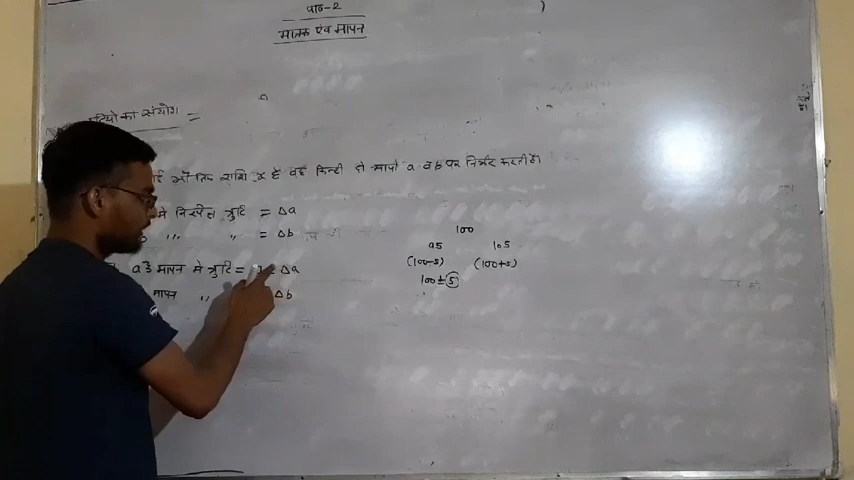 पाठ-2
मात्रक एवं मापन
का संयोग =
राशि x है वह किन्ही दो मापो a व b पर निर्भर करती है।
मे निरपेक्ष त्रुटि = Δa
,,, ,, = Δb
100
95 105
a के मापन मे त्रुटि = ± Δa
(100-5) (100+5)
मापन ,, Δb
100±5